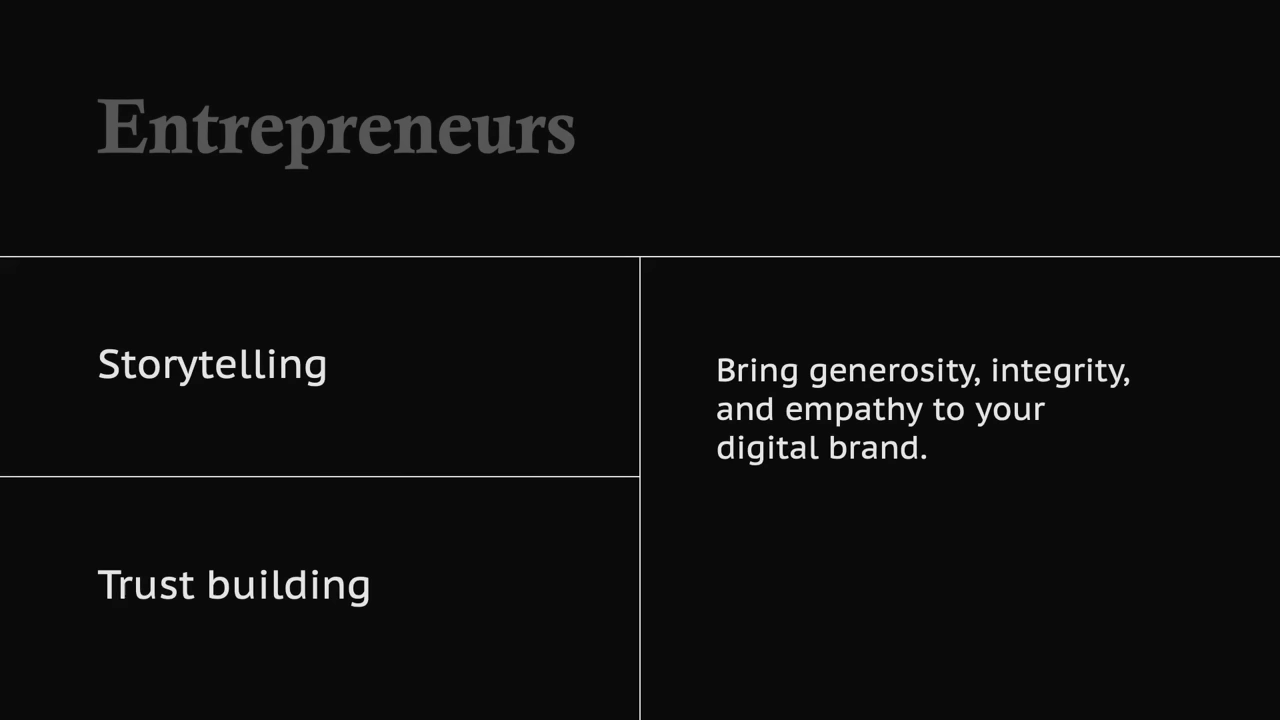 Entrepreneurs
Storytelling
Trust building
Bring generosity, integrity,
and empathy to your
digital brand.